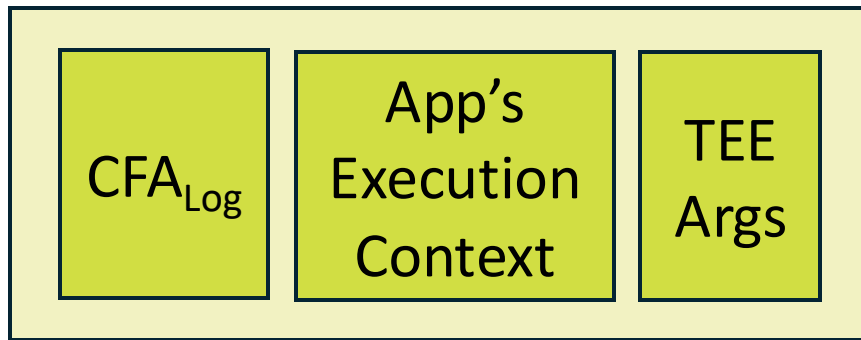 CFALog
App's
Execution
Context
TEE
Args